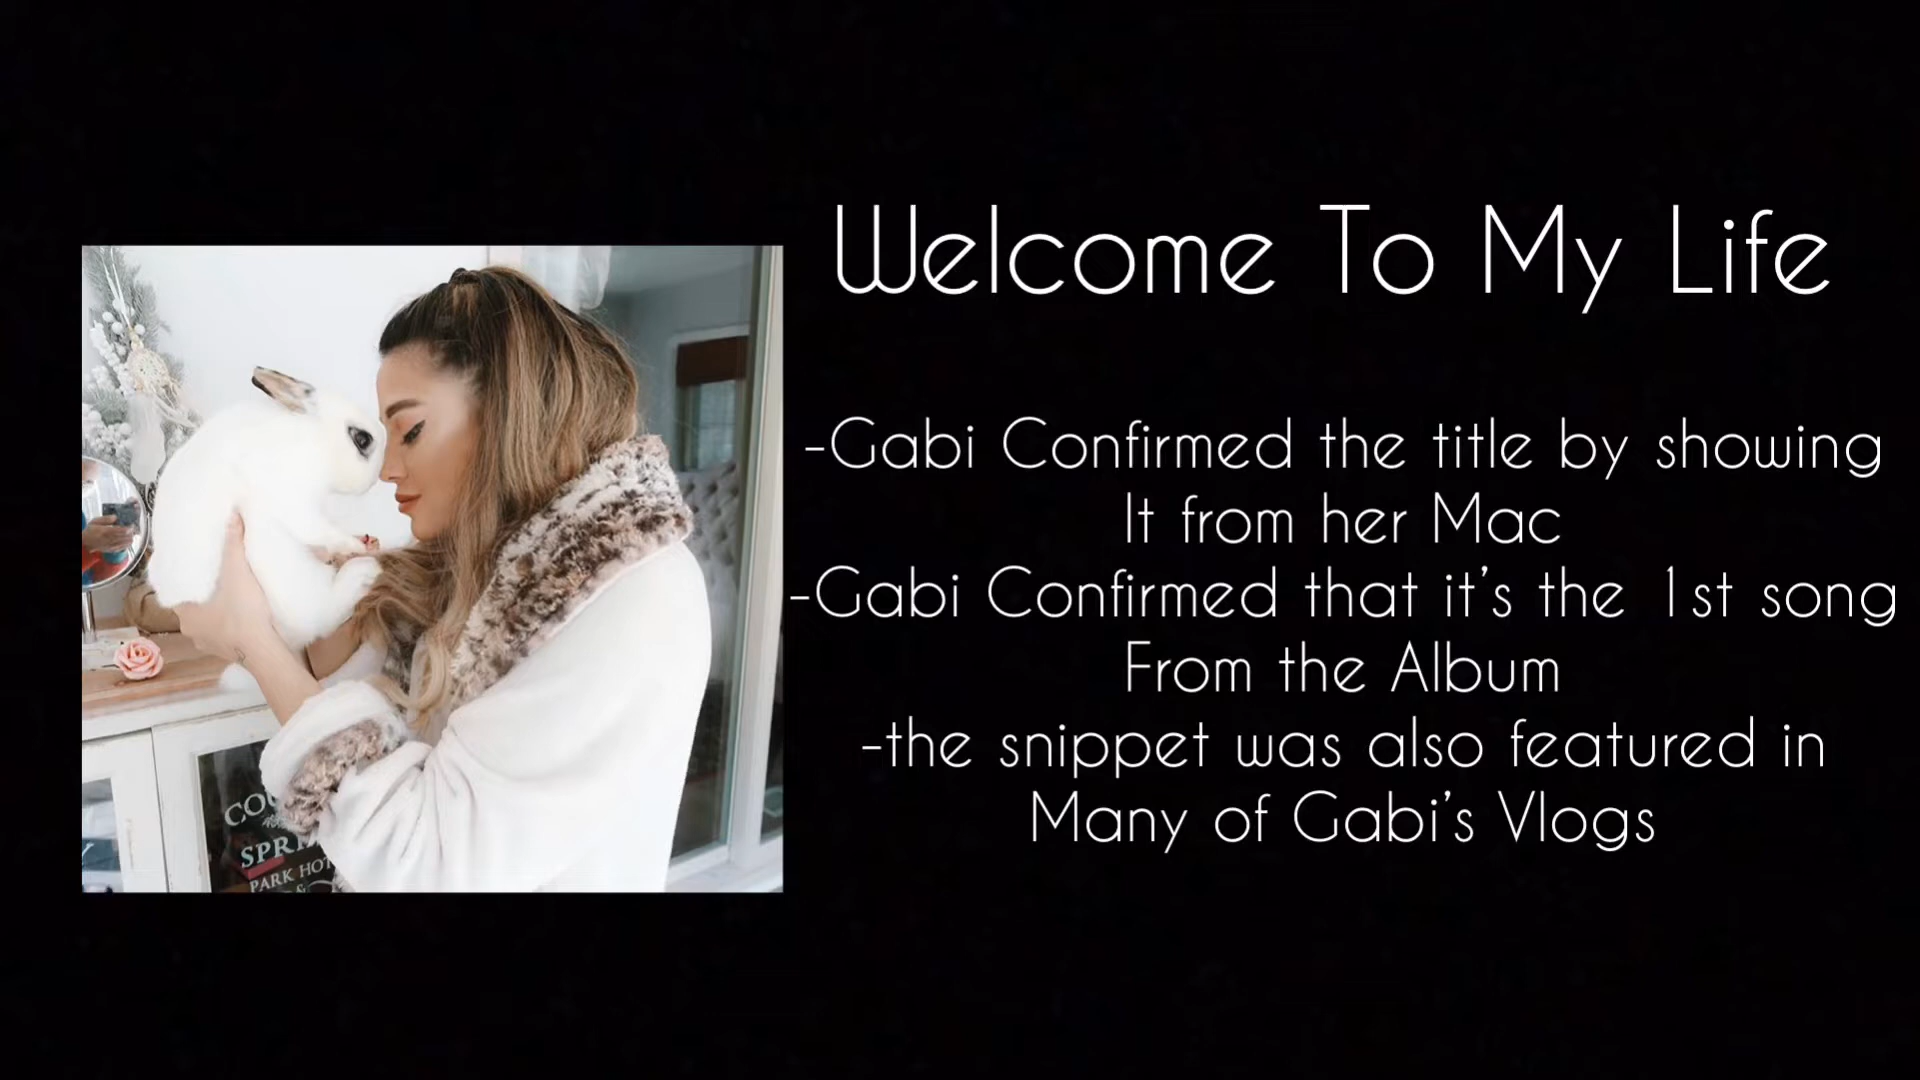 Welcome To My Life
-Gabi Confirmed the title by showing
It from her Mac
-Gabi Confirmed that it's the 1st song
From the Album
-the snippet was also featured in
Many of Gabi's Vlogs
PARK
&